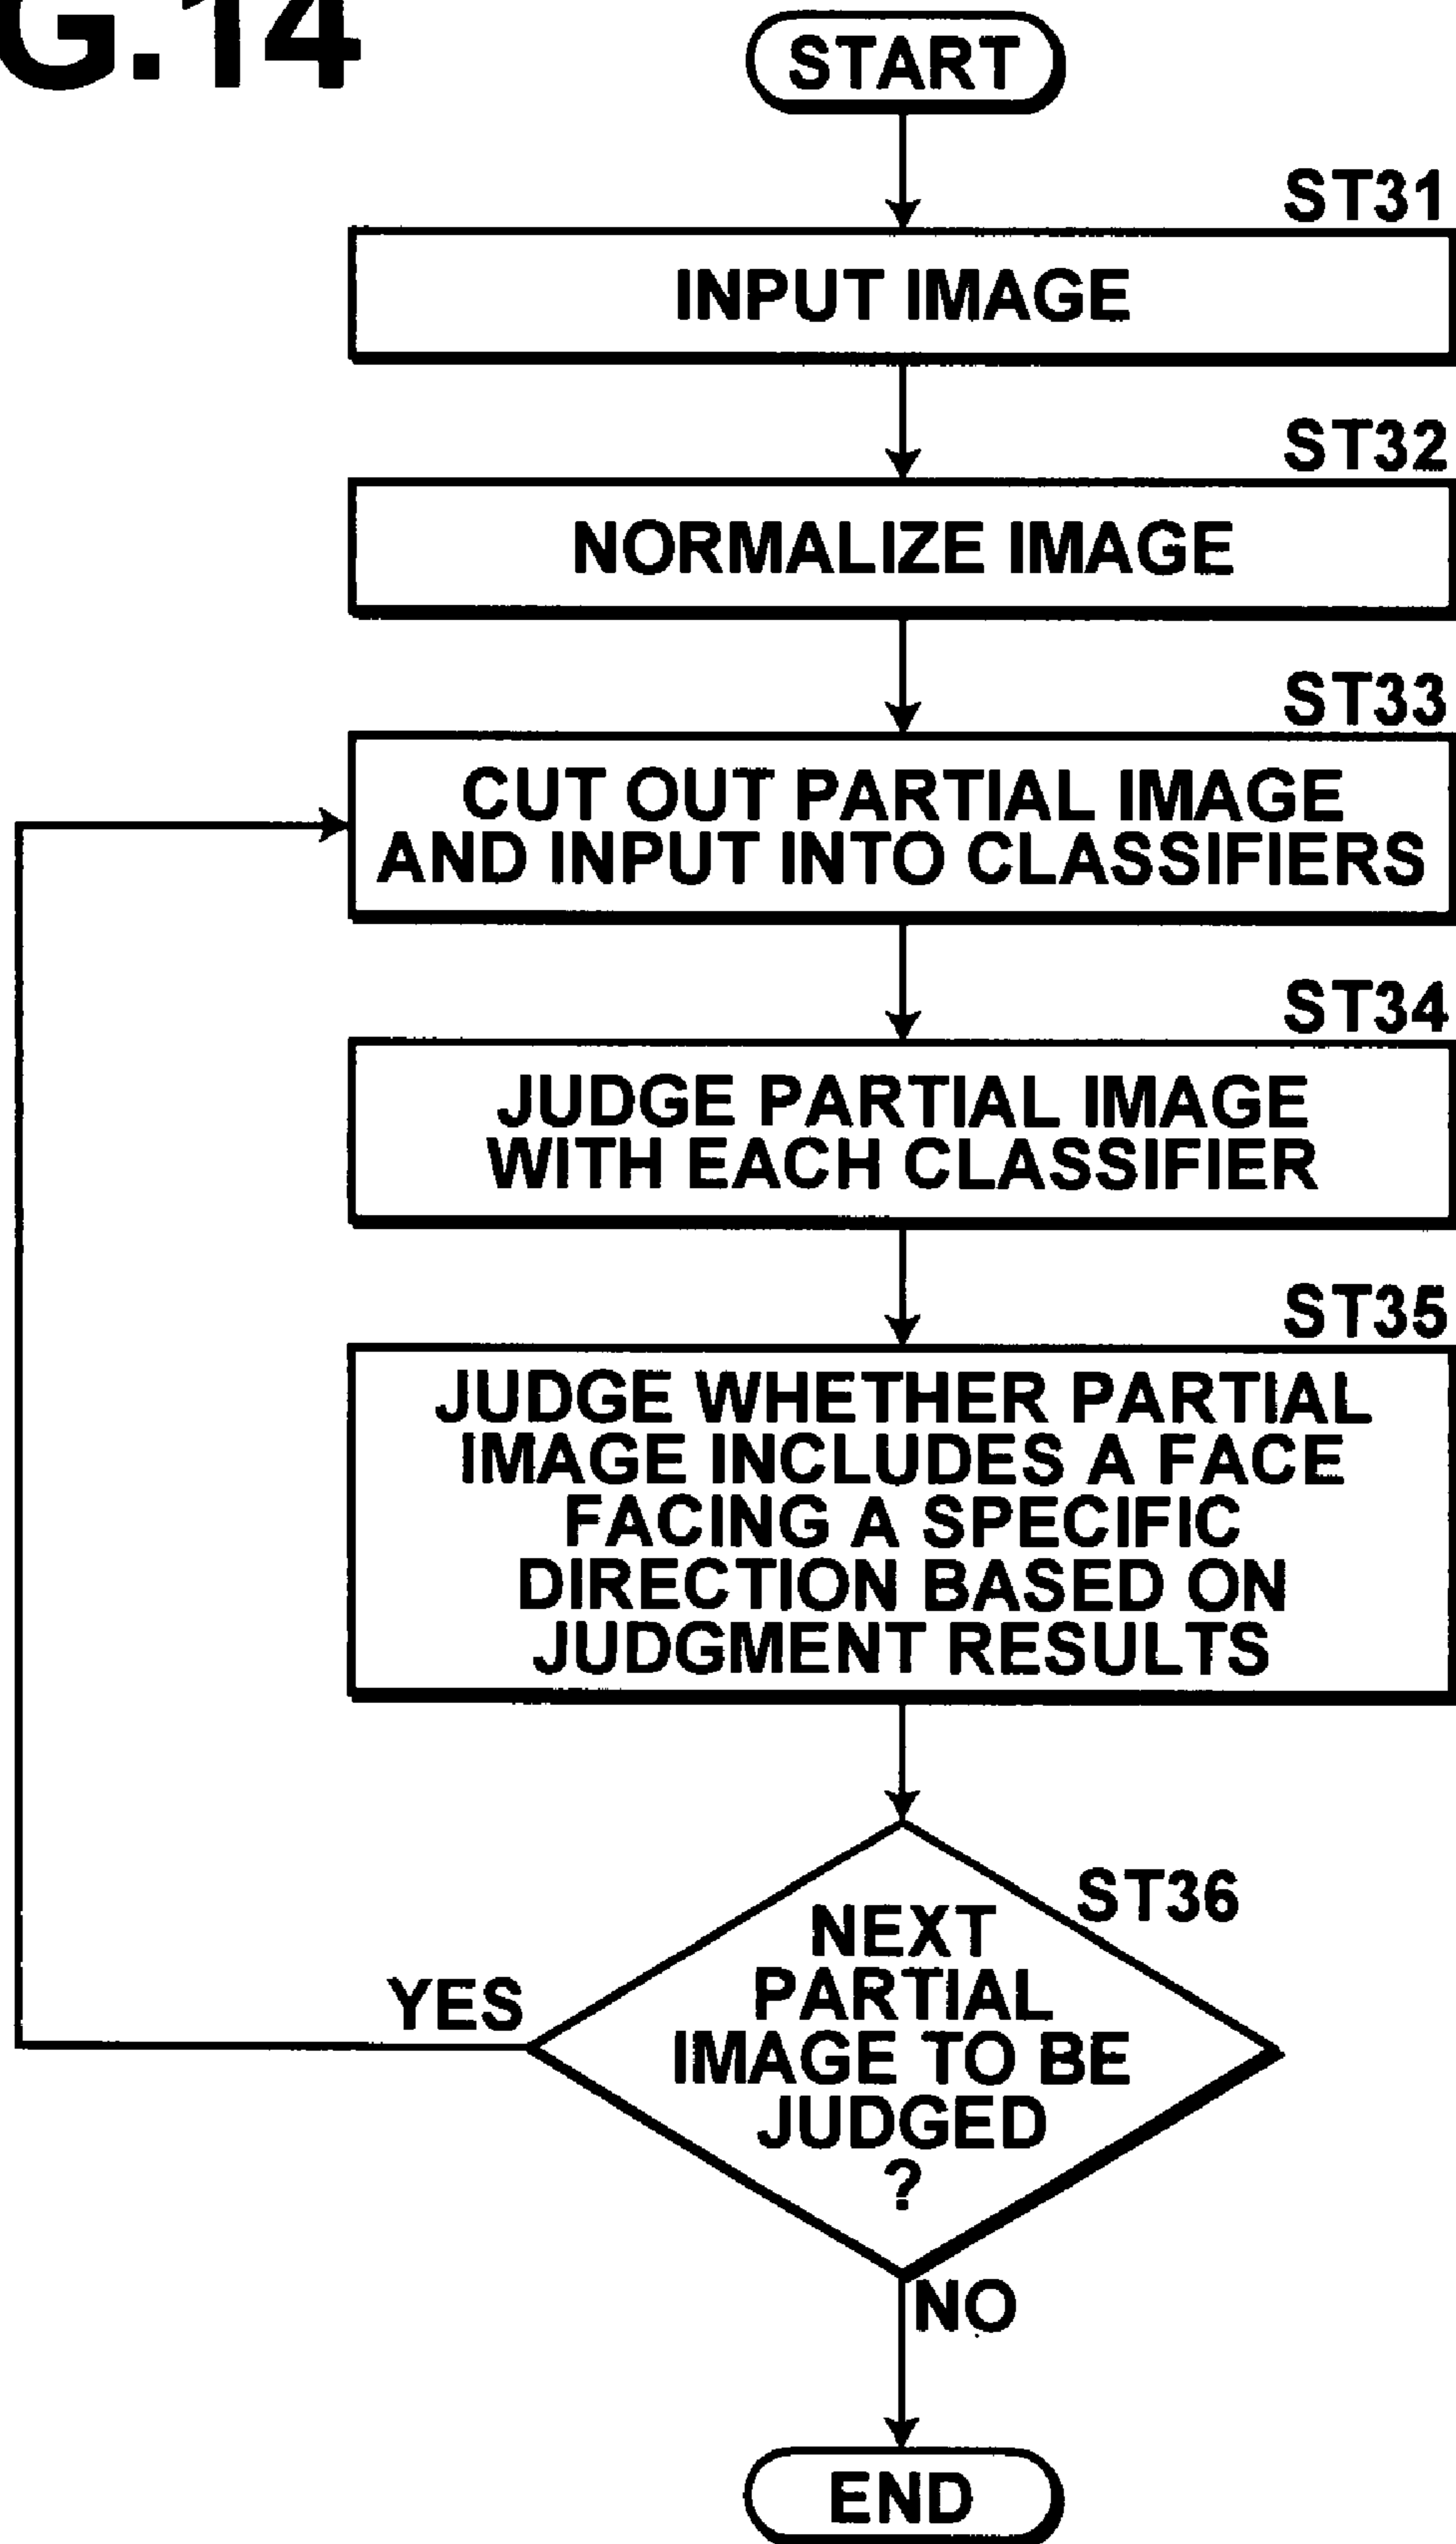 G.14
START
ST31
INPUT IMAGE
ST32
NORMALIZE IMAGE
ST33
CUT OUT PARTIAL IMAGE
AND INPUT INTO CLASSIFIERS
ST34
JUDGE PARTIAL IMAGE
WITH EACH CLASSIFIER
ST35
JUDGE WHETHER PARTIAL
IMAGE INCLUDES A FACE
FACING A SPECIFIC
DIRECTION BASED ON
JUDGMENT RESULTS
ST36
NEXT
PARTIAL
IMAGE TO BE
JUDGED
?
YES
NO
END